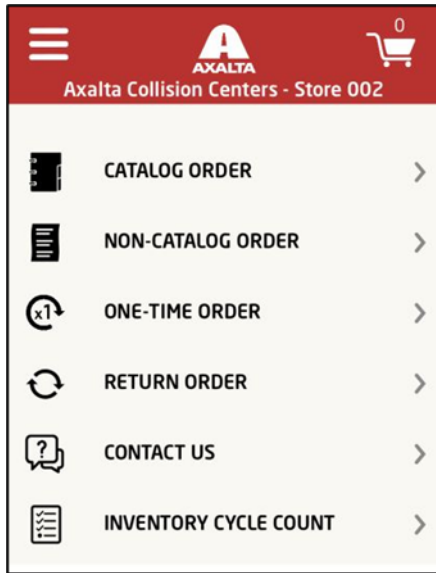 0
AXALTA
Axalta Collision Centers - Store 002
CATALOG ORDER
NON-CATALOG ORDER
x1
ONE-TIME ORDER
RETURN ORDER
?
CONTACT US
INVENTORY CYCLE COUNT